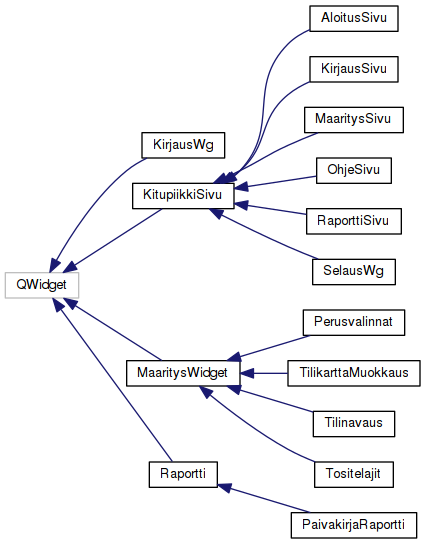 AloitusSivu
KirjausSivu
MaaritysSivu
KirjausWg
OhjeSivu
KitupiikkiSivu
RaporttiSivu
SelausWg
QWidget
Perusvalinnat
MaaritysWidget
TilikarttaMuokkaus
Tilinavaus
Raportti
Tositelajit
PaivakirjaRaportti